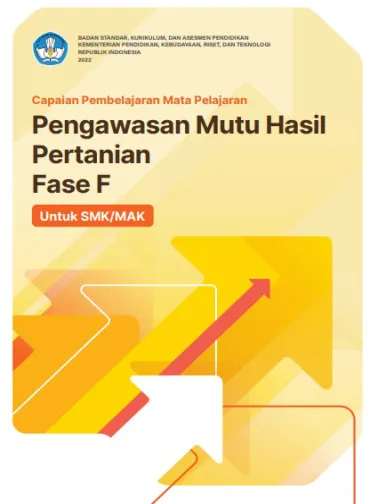 BADAN STANDAR, KURIKULUM, DAN ASESMEN PENDIDIKAN
KEMENTERIAN PENDIDIKAN, KEBUDAYAAN, RISET, DAN TEKNOLOGI
REPUBLIK INDONESIA
2022
Capaian Pembelajaran Mata Pelajaran
Pengawasan Mutu Hasil
Pertanian
Fase F
Untuk SMK/MAK